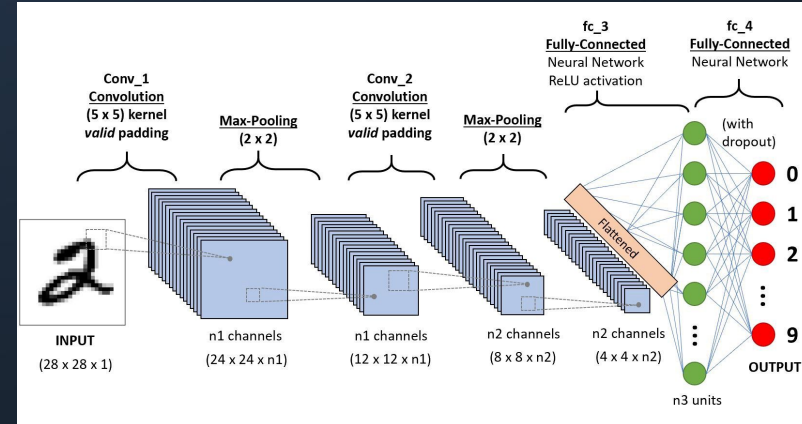 Conv_1
Convolution
(5 x 5) kernel
valid padding
Max-Pooling
(2 x 2)
Conv_2
Convolution
(5 x 5) kernel
valid padding
Max-Pooling
(2 x 2)
fc_3
Fully-Connected
Neural Network
ReLU activation
fc_4
Fully-Connected
Neural Network
(with
dropout)
Flattened
0
1
2
9
OUTPUT
2
INPUT
(28 x 28 x 1)
n1 channels
(24 x 24 x n1)
n1 channels
(12 x 12 x n1)
n2 channels
(8 x 8 x n2)
n2 channels
(4 x 4 x n2)
n3 units